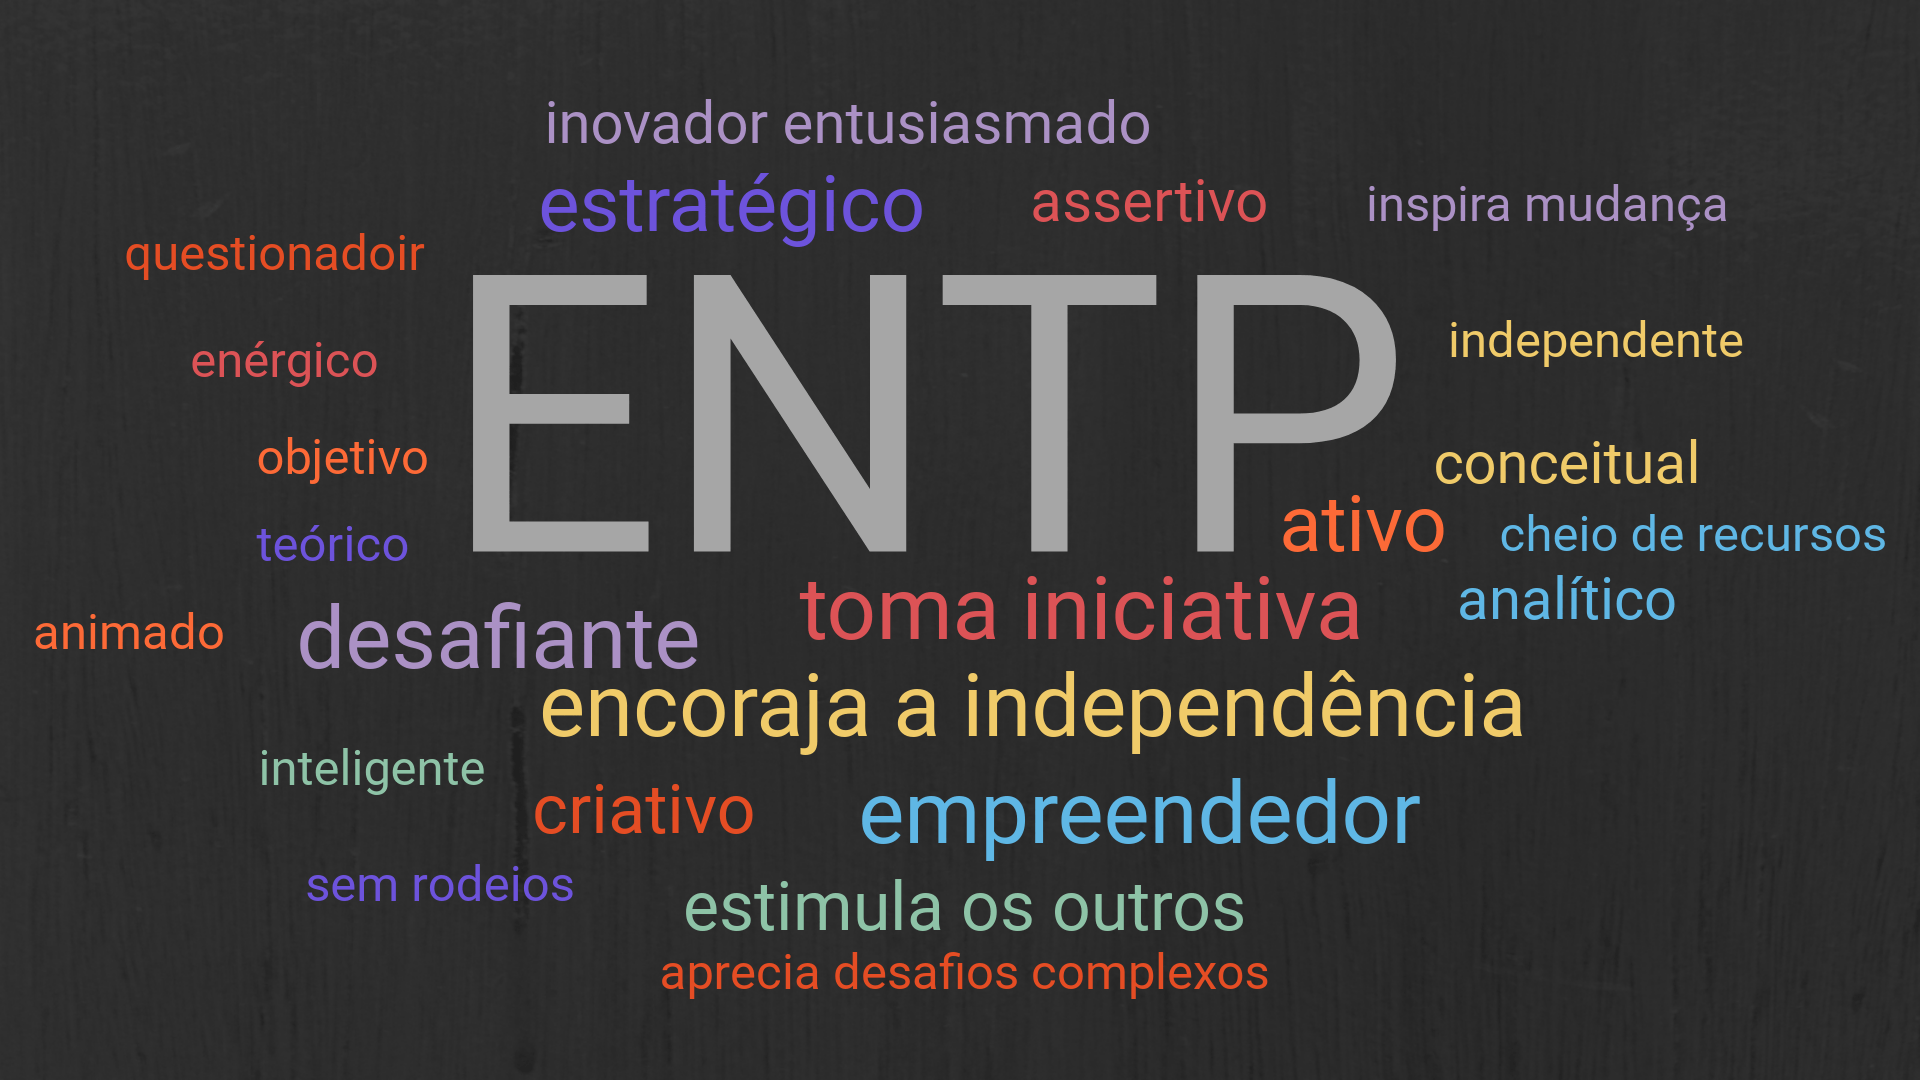 inovador entusiasmado
estratégico
assertivo
inspira mudança
questionadoir
ENTP
independente
enérgico
objetivo
conceitual
ativo
cheio de recursos
teórico
toma iniciativa
analítico
animado
desafiante
encoraja a independência
inteligente
criativo
empreendedor
sem rodeios
estimula os outros
aprecia desafios complexos